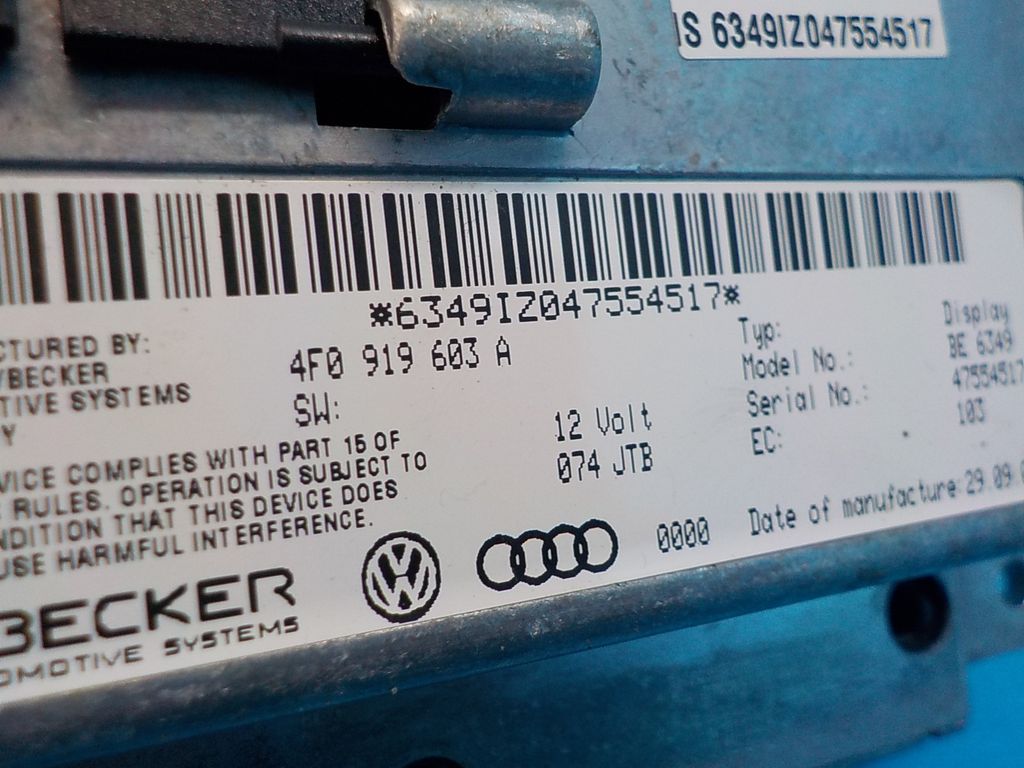 IS 6349IZ047554517
*6349IZ047554517*
CTURED BY:
/BECKER
TIVE SYSTEMS
Y
4F0 919 603 A
SW:
12 Volt
074 JTB
Typ: Display
Model No.: BE 6349
Serial No.: 47554517
EC: 103
VICE COMPLIES WITH PART 15 OF
RULES. OPERATION IS SUBJECT TO
NDITION THAT THIS DEVICE DOES
USE HARMFUL INTERFERENCE.
0000
Date of manufacture:29.09.
BECKER
OMOTIVE SYSTEMS